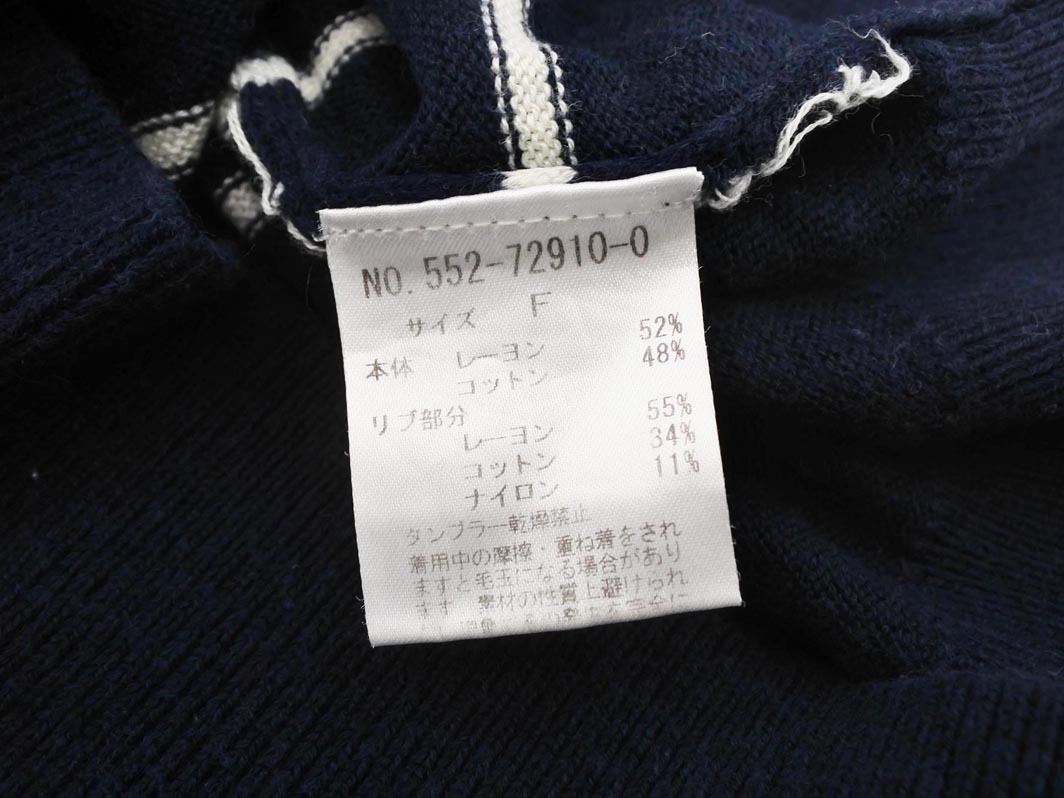 NO. 552-72910-0
サイズ F
本体 レーヨン 52%
コットン 48%
リブ部分
レーヨン 55%
コットン 34%
ナイロン 11%
タンブラー乾燥禁止
着用中の摩擦・重ね着をされ
ますと毛玉になる場合があり
ます 素材の性質上避けられ
を完全に